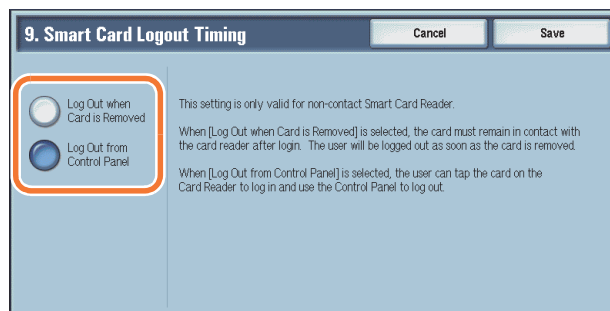 9. Smart Card Logout Timing
Cancel
Save
Log Out when
Card is Removed
Log Out from
Control Panel
This setting is only valid for non-contact Smart Card Reader.
When [Log Out when Card is Removed] is selected, the card must remain in contact with
the card reader after login. The user will be logged out as soon as the card is removed.
When [Log Out from Control Panel] is selected, the user can tap the card on the
Card Reader to log in and use the Control Panel to log out.